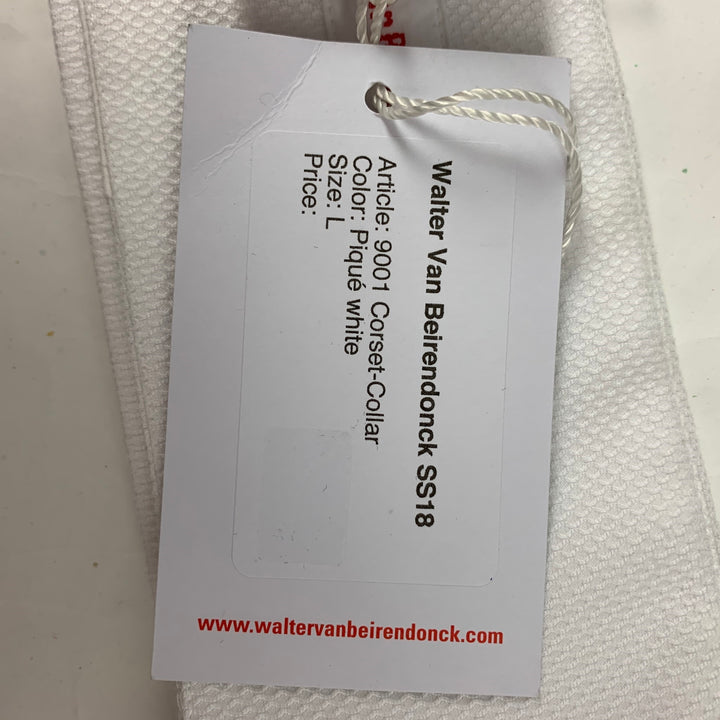 Walter Van Beirendonck SS18
Article: 9001 Corset-Collar
Color: Piqué white
Size: L
Price:
www.waltervanbeirendonck.com